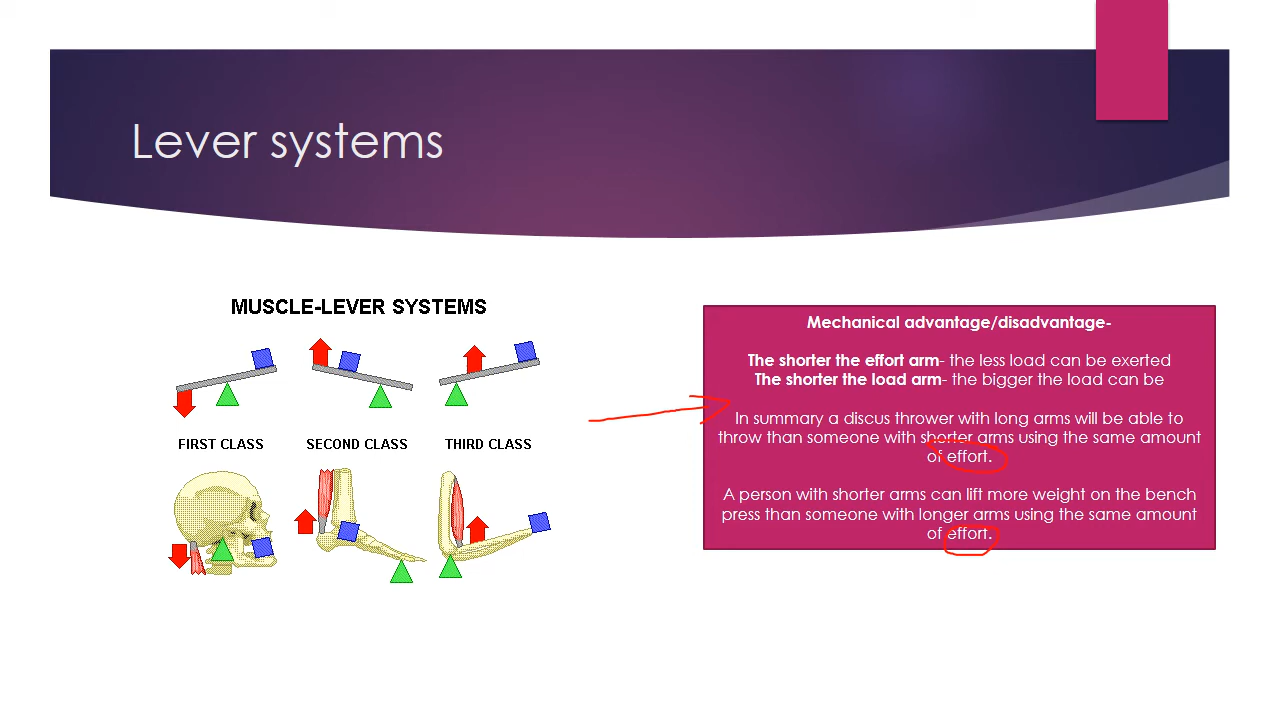 Lever systems
MUSCLE-LEVER SYSTEMS
FIRST CLASS
SECOND CLASS
THIRD CLASS
Mechanical advantage/disadvantage-
The shorter the effort arm- the less load can be exerted
The shorter the load arm- the bigger the load can be
In summary a discus thrower with long arms will be able to
throw than someone with shorter arms using the same amount
of effort.
A person with shorter arms can lift more weight on the bench
press than someone with longer arms using the same amount
of effort.